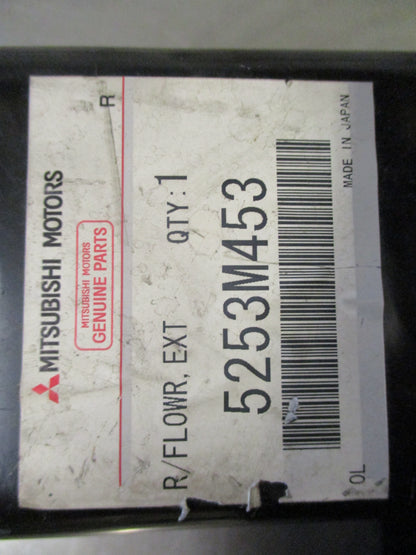 MITSUBISHI MOTORS
MITSUBISHI MOTORS
GENUINE PARTS
R
R/FLOWR, EXT QTY:1
5253M453
MADE IN JAPAN
OL